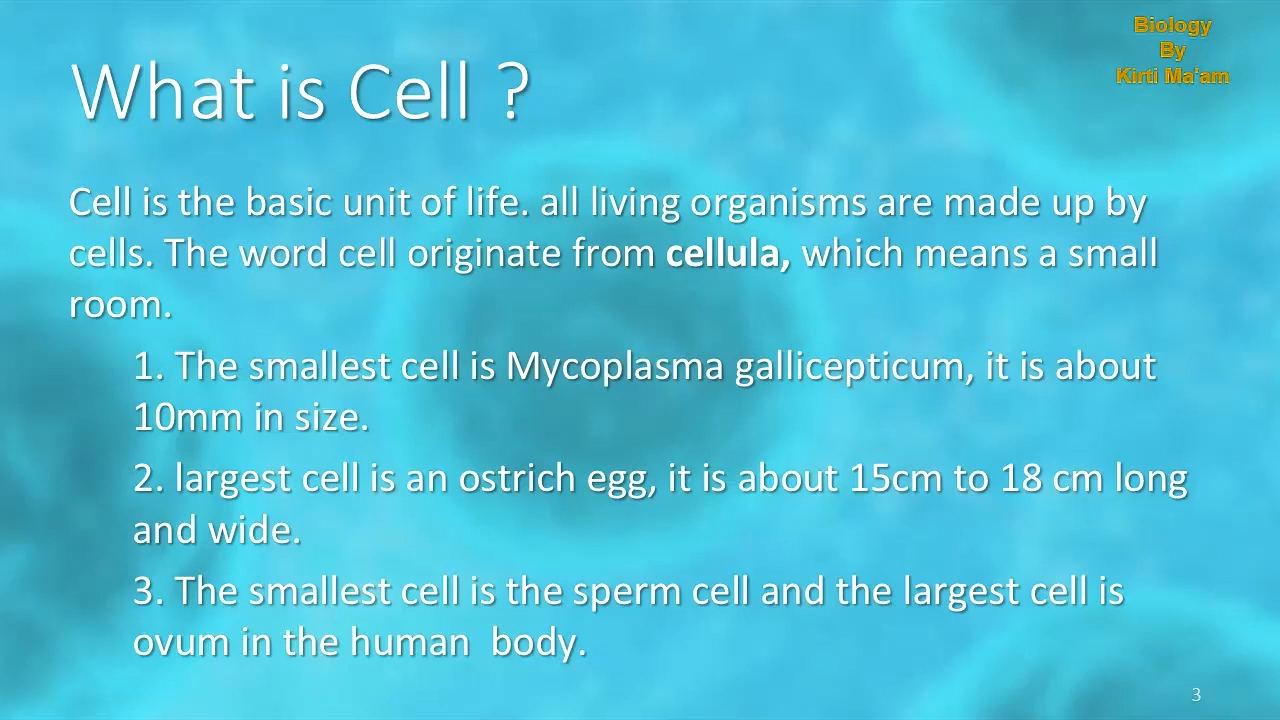 Biology
By
Kirti Ma'am
What is Cell ?
Cell is the basic unit of life. all living organisms are made up by
cells. The word cell originate from cellula, which means a small
room.
1. The smallest cell is Mycoplasma gallicepticum, it is about
10mm in size.
2. largest cell is an ostrich egg, it is about 15cm to 18 cm long
and wide.
3. The smallest cell is the sperm cell and the largest cell is
ovum in the human  body.
3